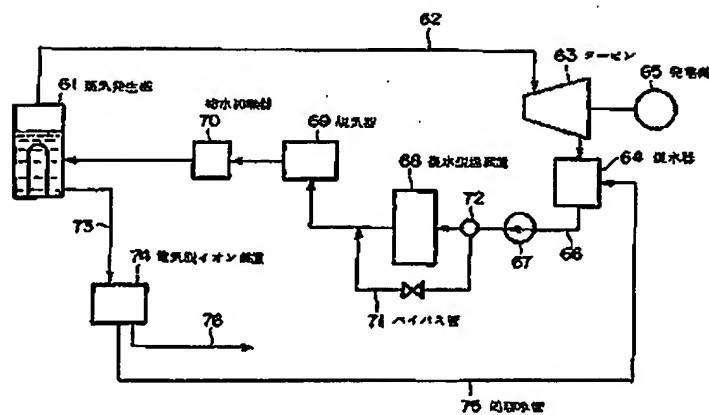 62
63 タービン
65 発電機
61 蒸気発生器
給水加熱器
70
69 脱気器
68 復水脱塩装置
72
64 復水器
67
66
73
71 バイパス管
74 電気脱イオン装置
76
75 処理水管